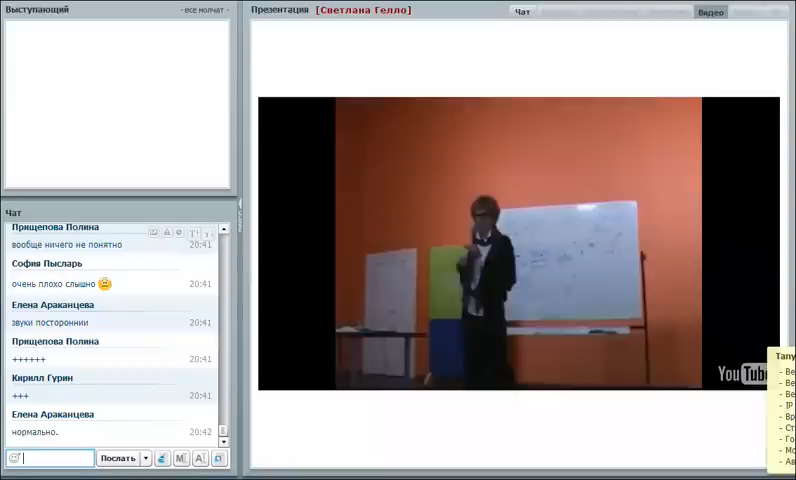 Выступающий
- все молчат -
Презентация [Светлана Гелло]
Чат
Видео
Чат
Прищепова Полина
вообще ничего не понятно 20:41
София Пысларь
очень плохо слышно 20:41
Елена Араканцева
звуки посторонии 20:41
Прищепова Полина
++++++ 20:41
Кирилл Гурин
+++ 20:41
Елена Араканцева
нормально. 20:42
Послать
YouTube